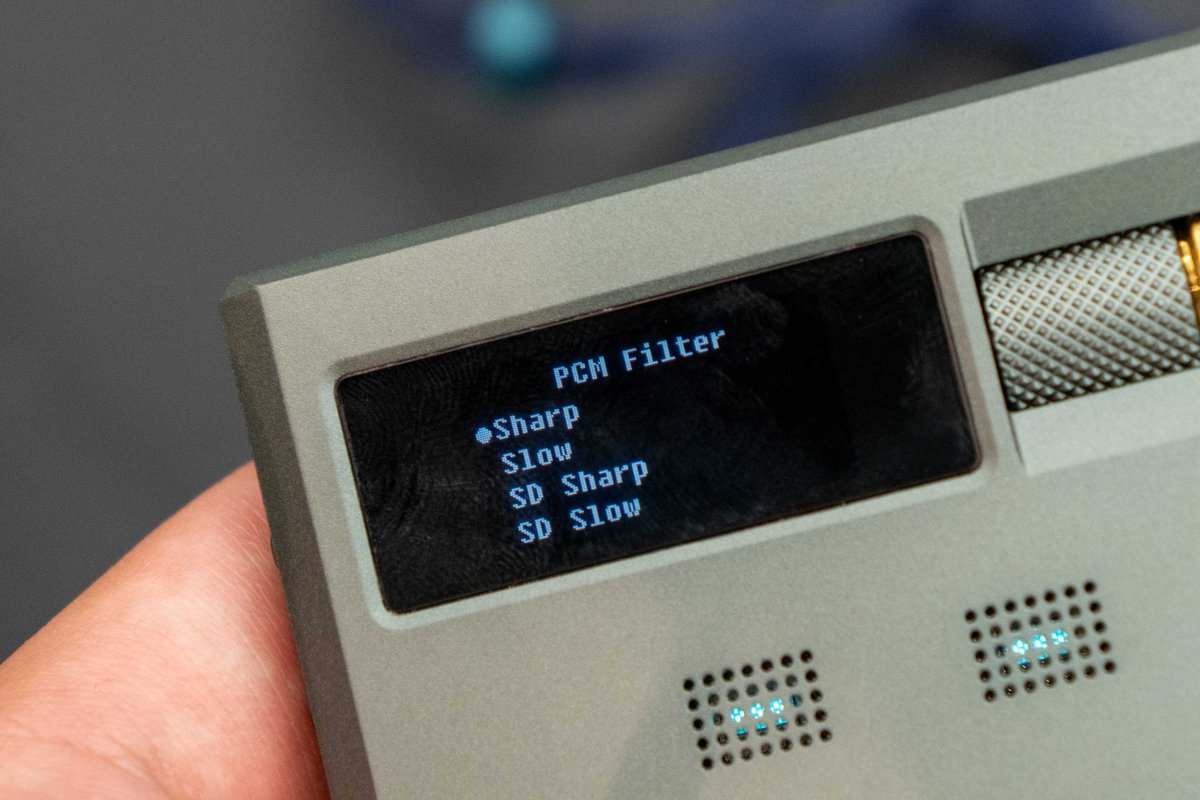 PCM Filter
●Sharp
Slow
SD Sharp
SD Slow